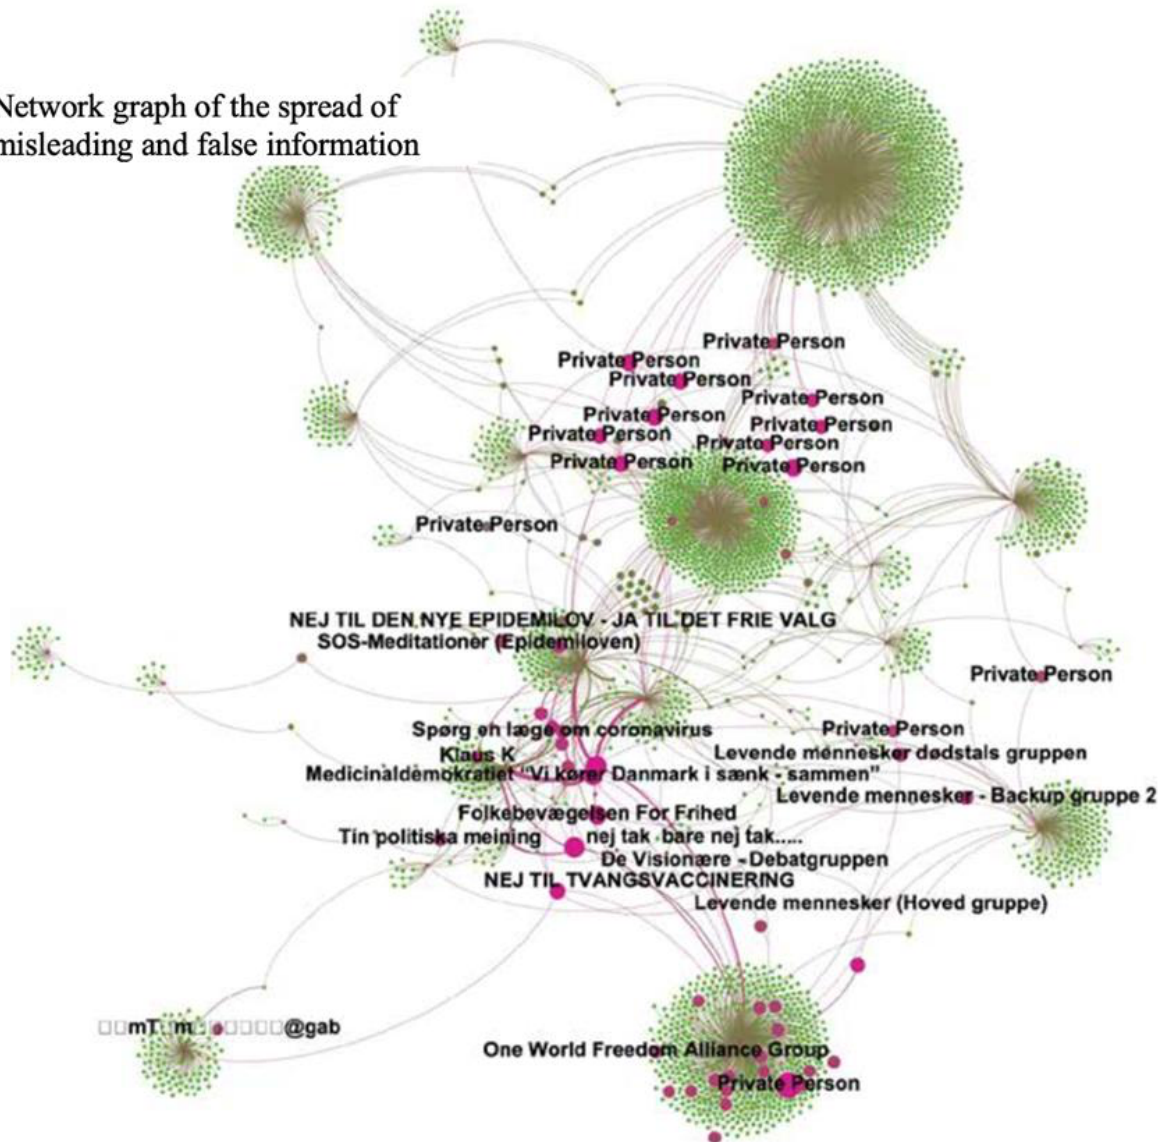 Network graph of the spread of
misleading and false information
Private Person
Private Person
Private Person
Private Person
Private Person
Private Person
Private Person
Private Person
Private Person
Private Person
Private Person
NEJ TIL DEN NYE EPIDEMILOV - JA TIL DET FRIE VALG
SOS-Meditationer (Epidemiloven)
Private Person
Spørg en læge om coronavirus
Private Person
Klaus K
Levende mennesker dødstals gruppen
Medicinaldemokratiet "Vi kører Danmark i sænk - sammen"
Levende mennesker - Backup gruppe 2
Folkebevægelsen For Frihed
Tin politiska meining
nej tak bare nej tak.....
De Visionære - Debatgruppen
NEJ TIL TVANGSVACCINERING
Levende mennesker (Hoved gruppe)
@gab
One World Freedom Alliance Group
Private Person